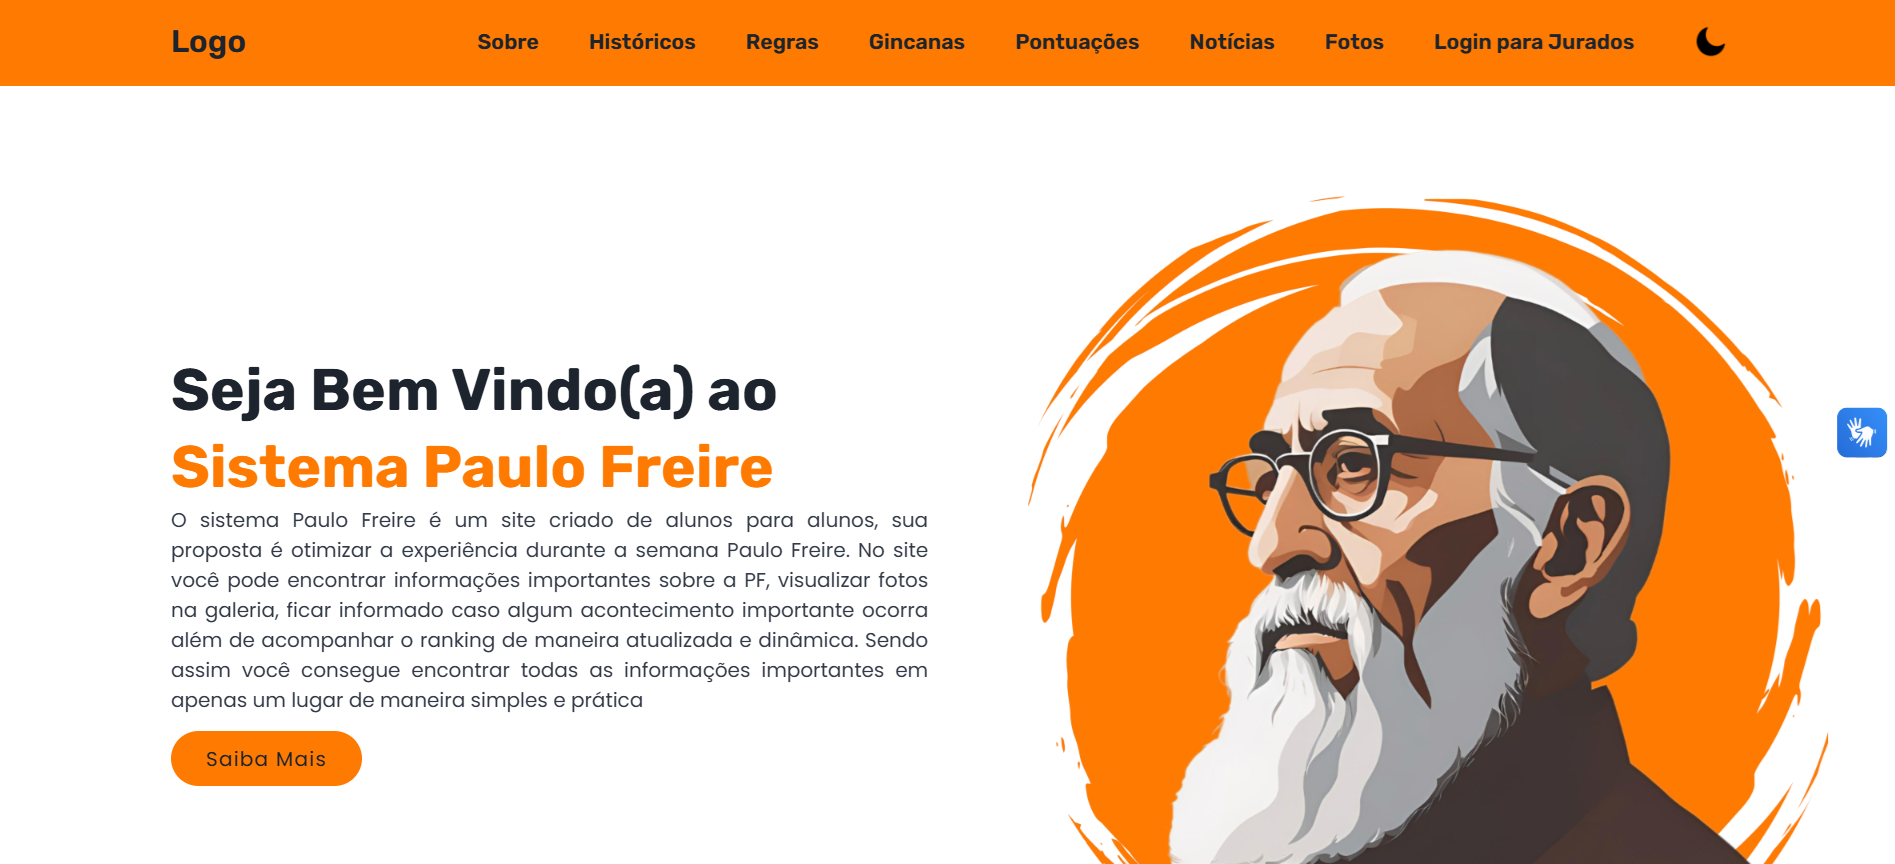 Logo
Sobre Históricos Regras Gincanas Pontuações Notícias Fotos Login para Jurados
Seja Bem Vindo(a) ao
Sistema Paulo Freire
O sistema Paulo Freire é um site criado de alunos para alunos, sua
proposta é otimizar a experiência durante a semana Paulo Freire. No site
você pode encontrar informações importantes sobre a PF, visualizar fotos
na galeria, ficar informado caso algum acontecimento importante ocorra
além de acompanhar o ranking de maneira atualizada e dinâmica. Sendo
assim você consegue encontrar todas as informações importantes em
apenas um lugar de maneira simples e prática
Saiba Mais